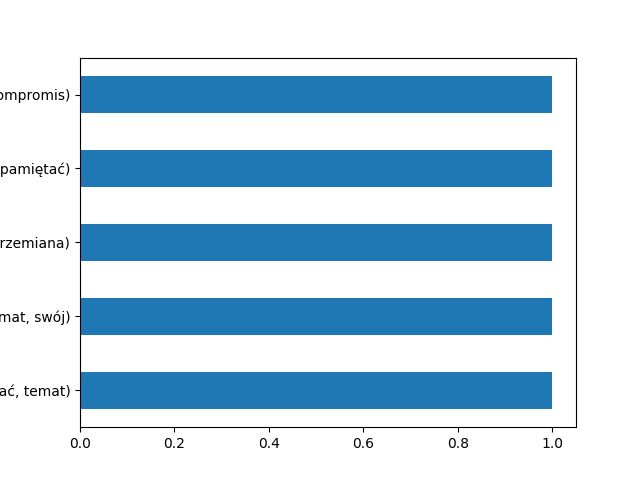 ompromis)
pamiętać)
rzemiana)
mat, swój)
ać, temat)
0.0 0.2 0.4 0.6 0.8 1.0